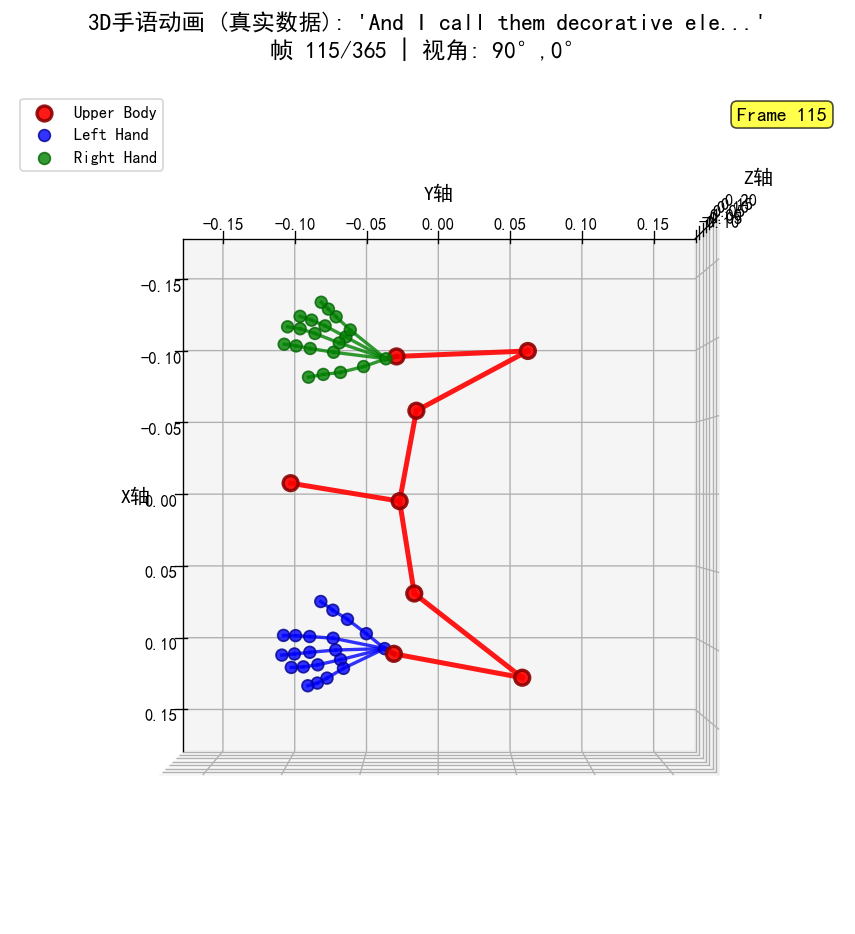 3D手语动画 (真实数据): 'And I call them decorative ele...'
帧 115/365 | 视角: 90°,0°
Upper Body
Left Hand
Right Hand
Frame 115
Z轴
Y轴
-0.15 -0.10 -0.05 0.00 0.05 0.10 0.15
-0.15
-0.10
-0.05
X轴
0.00
0.05
0.10
0.15